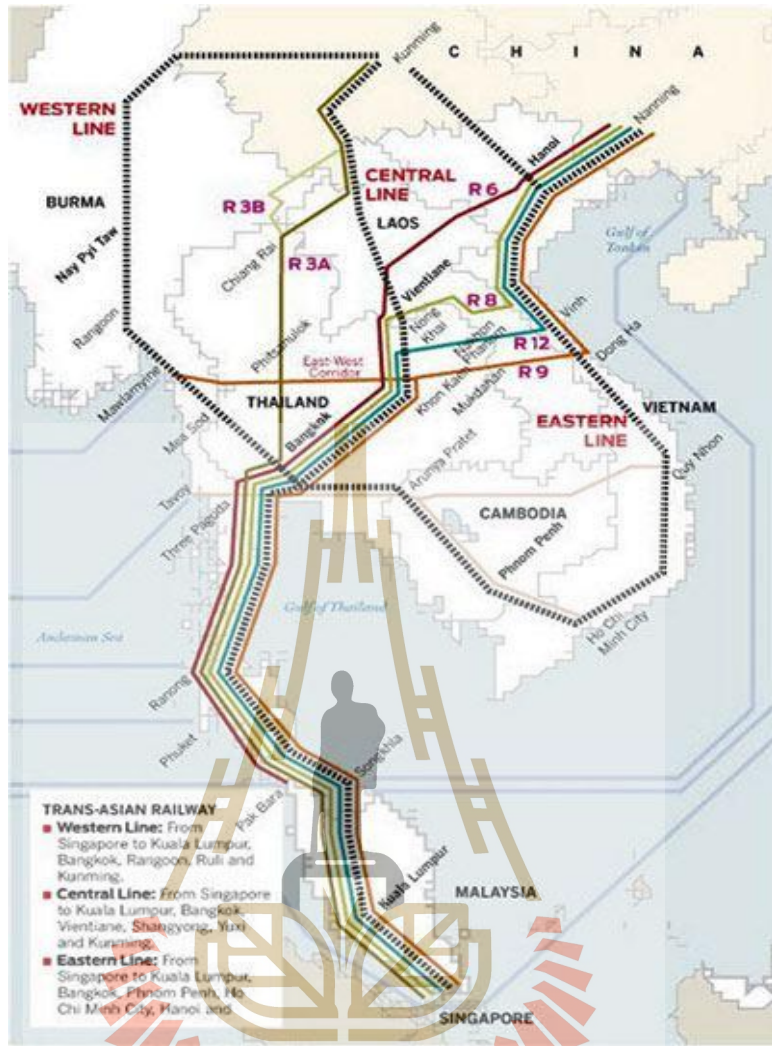 Kunming
C H I N A
WESTERN
LINE
Nanning
Hanoi
CENTRAL
LINE
R 6
BURMA
R 3B
LAOS
Nay Pyi Taw
Chiang Rai
R 3A
Gulf of
Tonkin
Vientiane
R 8
Nong
Khai
Vinh
Rangoon
Phitsanulok
Nakhon
Phanom
R 12
Dong Ha
East-West
Corridor
R 9
Mawlamyine
Khon Kaen
Mukdahan
THAILAND
VIETNAM
Mea Sod
Bangkok
EASTERN
LINE
Aranya Pratet
Quy Nhon
Tavoy
Three Pagoda
CAMBODIA
Phnom Penh
Gulf of Thailand
Andaman Sea
Ho Chi
Minh City
Ranong
Phuket
Songkhla
Pak Bara
TRANS-ASIAN RAILWAY
Western Line: From
Singapore to Kuala Lumpur,
Bangkok, Rangoon, Ruli and
Kunming.
Central Line: From Singapore
to Kuala Lumpur, Bangkok,
Vientiane, Shangyong, Yuxi
and Kunming.
Eastern Line: From
Singapore to Kuala Lumpur,
Bangkok, Phnom Penh, Ho
Chi Minh City, Hanoi and
Kuala Lumpur
MALAYSIA
SINGAPORE